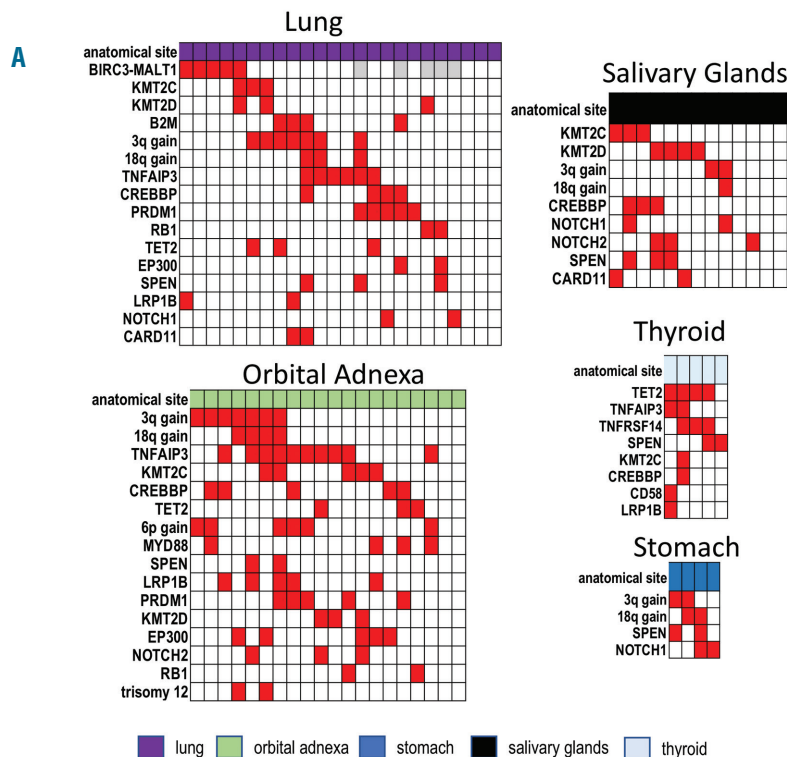 A
Lung
anatomical site
BIRC3-MALT1
KMT2C
KMT2D
B2M
3q gain
18q gain
TNFAIP3
CREBBP
PRDM1
RB1
TET2
EP300
SPEN
LRP1B
NOTCH1
CARD11
Salivary Glands
anatomical site
KMT2C
KMT2D
3q gain
18q gain
CREBBP
NOTCH1
NOTCH2
SPEN
CARD11
Orbital Adnexa
anatomical site
3q gain
18q gain
TNFAIP3
KMT2C
CREBBP
TET2
6p gain
MYD88
SPEN
LRP1B
PRDM1
KMT2D
EP300
NOTCH2
RB1
trisomy 12
Thyroid
anatomical site
TET2
TNFAIP3
TNFRSF14
SPEN
KMT2C
CREBBP
CD58
LRP1B
Stomach
anatomical site
3q gain
18q gain
SPEN
NOTCH1
lung orbital adnexa stomach salivary glands thyroid